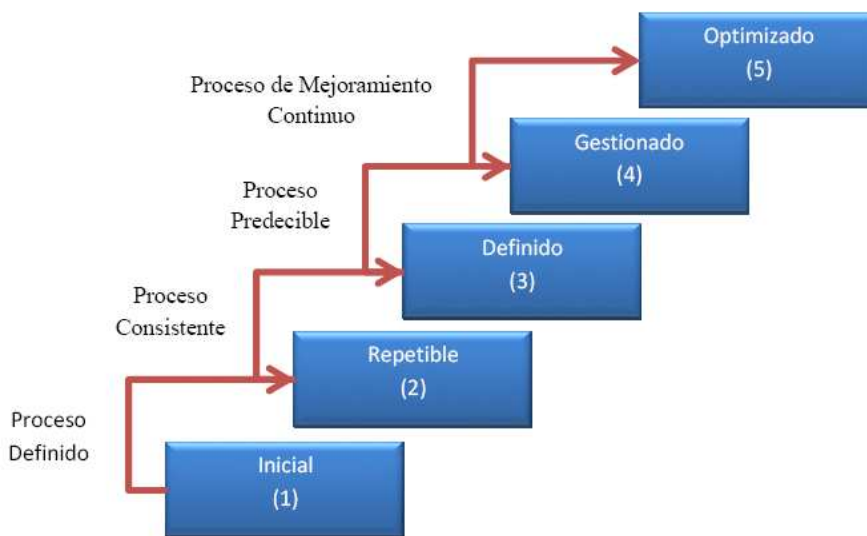 Optimizado
(5)
Proceso de Mejoramiento
Continuo
Gestionado
(4)
Proceso
Predecible
Definido
(3)
Proceso
Consistente
Repetible
(2)
Proceso
Definido
Inicial
(1)